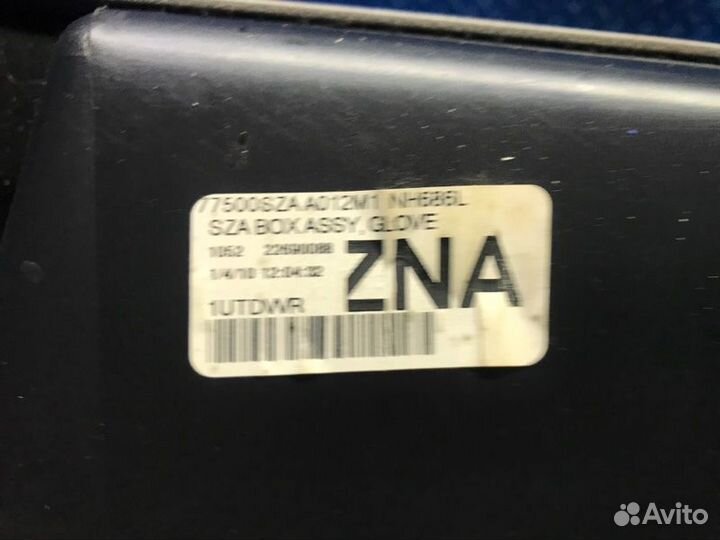 77500SZA A012M1 NH686L
SZA BOX ASSY, GLOVE
1052 22690088
1/4/10 12:04:32
ZNA
1UTDWR
Avito